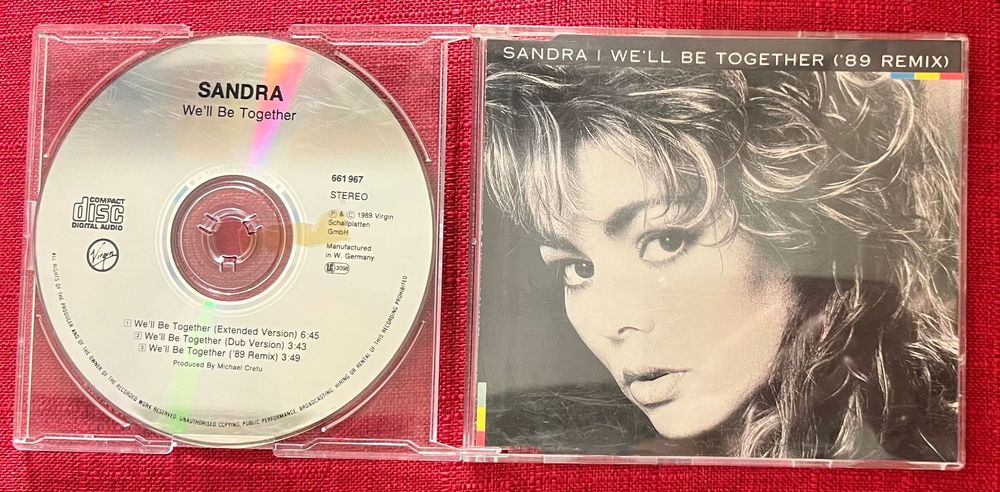 SANDRA
We'll Be Together
661 967
STEREO
Ⓟ & © 1989 Virgin
Schallplatten
GmbH
Manufactured
in W. Germany
LC 3098
COMPACT
disc
DIGITAL AUDIO
Virgin
1 We'll Be Together (Extended Version) 6:45
2 We'll Be Together (Dub Version) 3:43
3 We'll Be Together ('89 Remix) 3:49
Produced By Michael Cretu
ALL RIGHTS OF THE PRODUCER AND OF THE OWNER OF THE RECORDED WORK RESERVED. UNAUTHORISED COPYING, PUBLIC PERFORMANCE, BROADCASTING, HIRING OR RENTAL OF THIS RECORDING PROHIBITED
SANDRA | WE'LL BE TOGETHER ('89 REMIX)